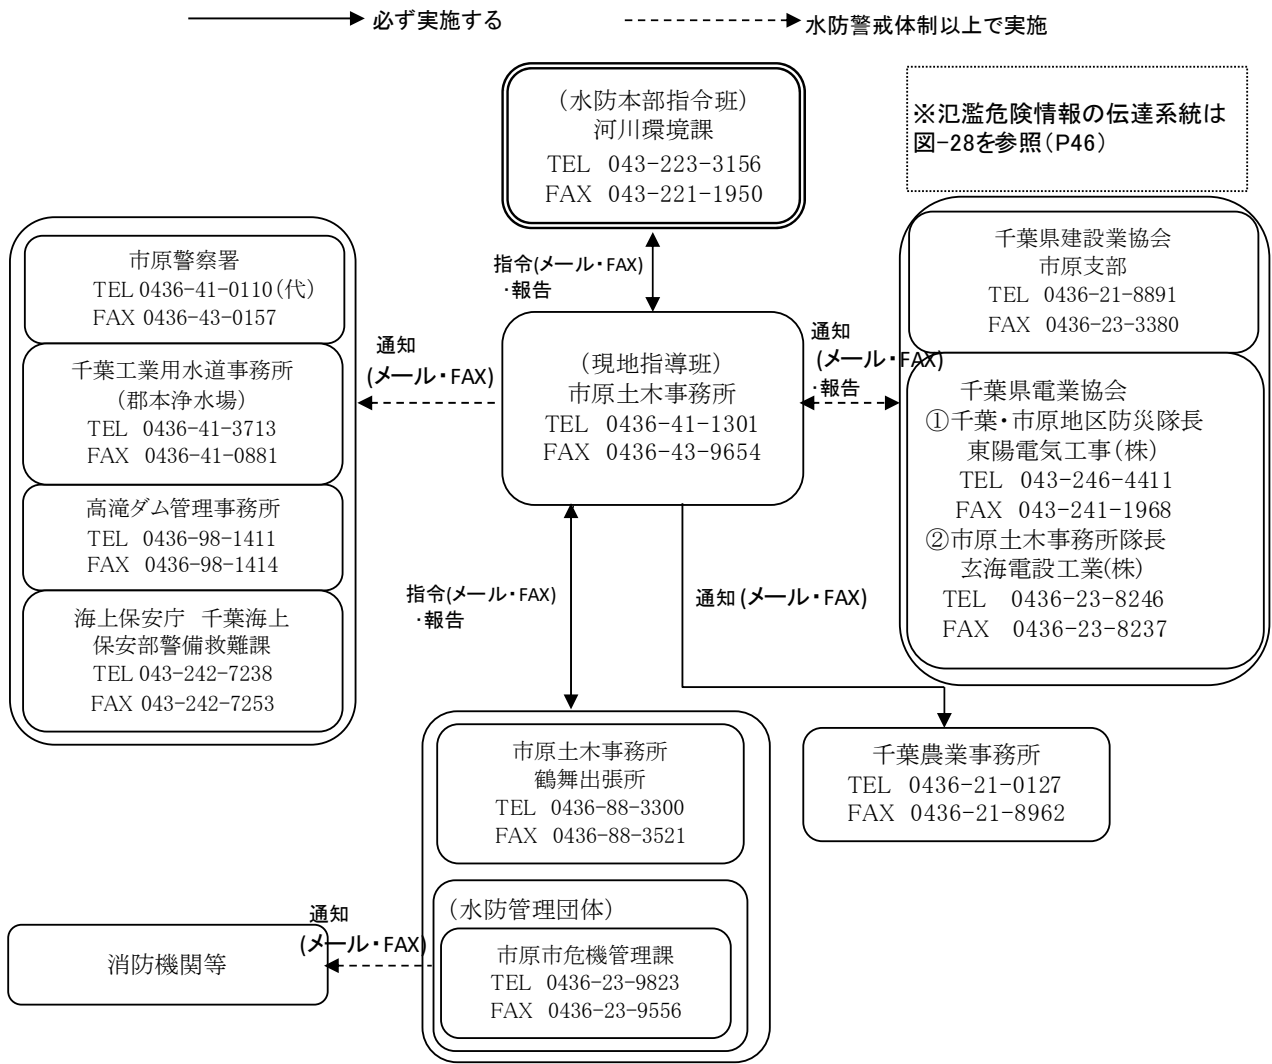 必ず実施する
水防警戒体制以上で実施
(水防本部指令班)
河川環境課
TEL 043-223-3156
FAX 043-221-1950
※氾濫危険情報の伝達系統は
図-28を参照(P46)
市原警察署
TEL 0436-41-0110(代)
FAX 0436-43-0157
千葉工業用水道事務所
(郡本浄水場)
TEL 0436-41-3713
FAX 0436-41-0881
高滝ダム管理事務所
TEL 0436-98-1411
FAX 0436-98-1414
海上保安庁 千葉海上
保安部警備救難課
TEL 043-242-7238
FAX 043-242-7253
通知
(メール・FAX)
指令(メール・FAX)
・報告
(現地指導班)
市原土木事務所
TEL 0436-41-1301
FAX 0436-43-9654
通知
(メール・FAX)
・報告
千葉県建設業協会
市原支部
TEL 0436-21-8891
FAX 0436-23-3380
千葉県電業協会
①千葉・市原地区防災隊長
東陽電気工事(株)
TEL 043-246-4411
FAX 043-241-1968
②市原土木事務所隊長
玄海電設工業(株)
TEL 0436-23-8246
FAX 0436-23-8237
指令(メール・FAX)
・報告
通知 (メール・FAX)
市原土木事務所
鶴舞出張所
TEL 0436-88-3300
FAX 0436-88-3521
千葉農業事務所
TEL 0436-21-0127
FAX 0436-21-8962
(水防管理団体)
市原市危機管理課
TEL 0436-23-9823
FAX 0436-23-9556
通知
(メール・FAX)
消防機関等